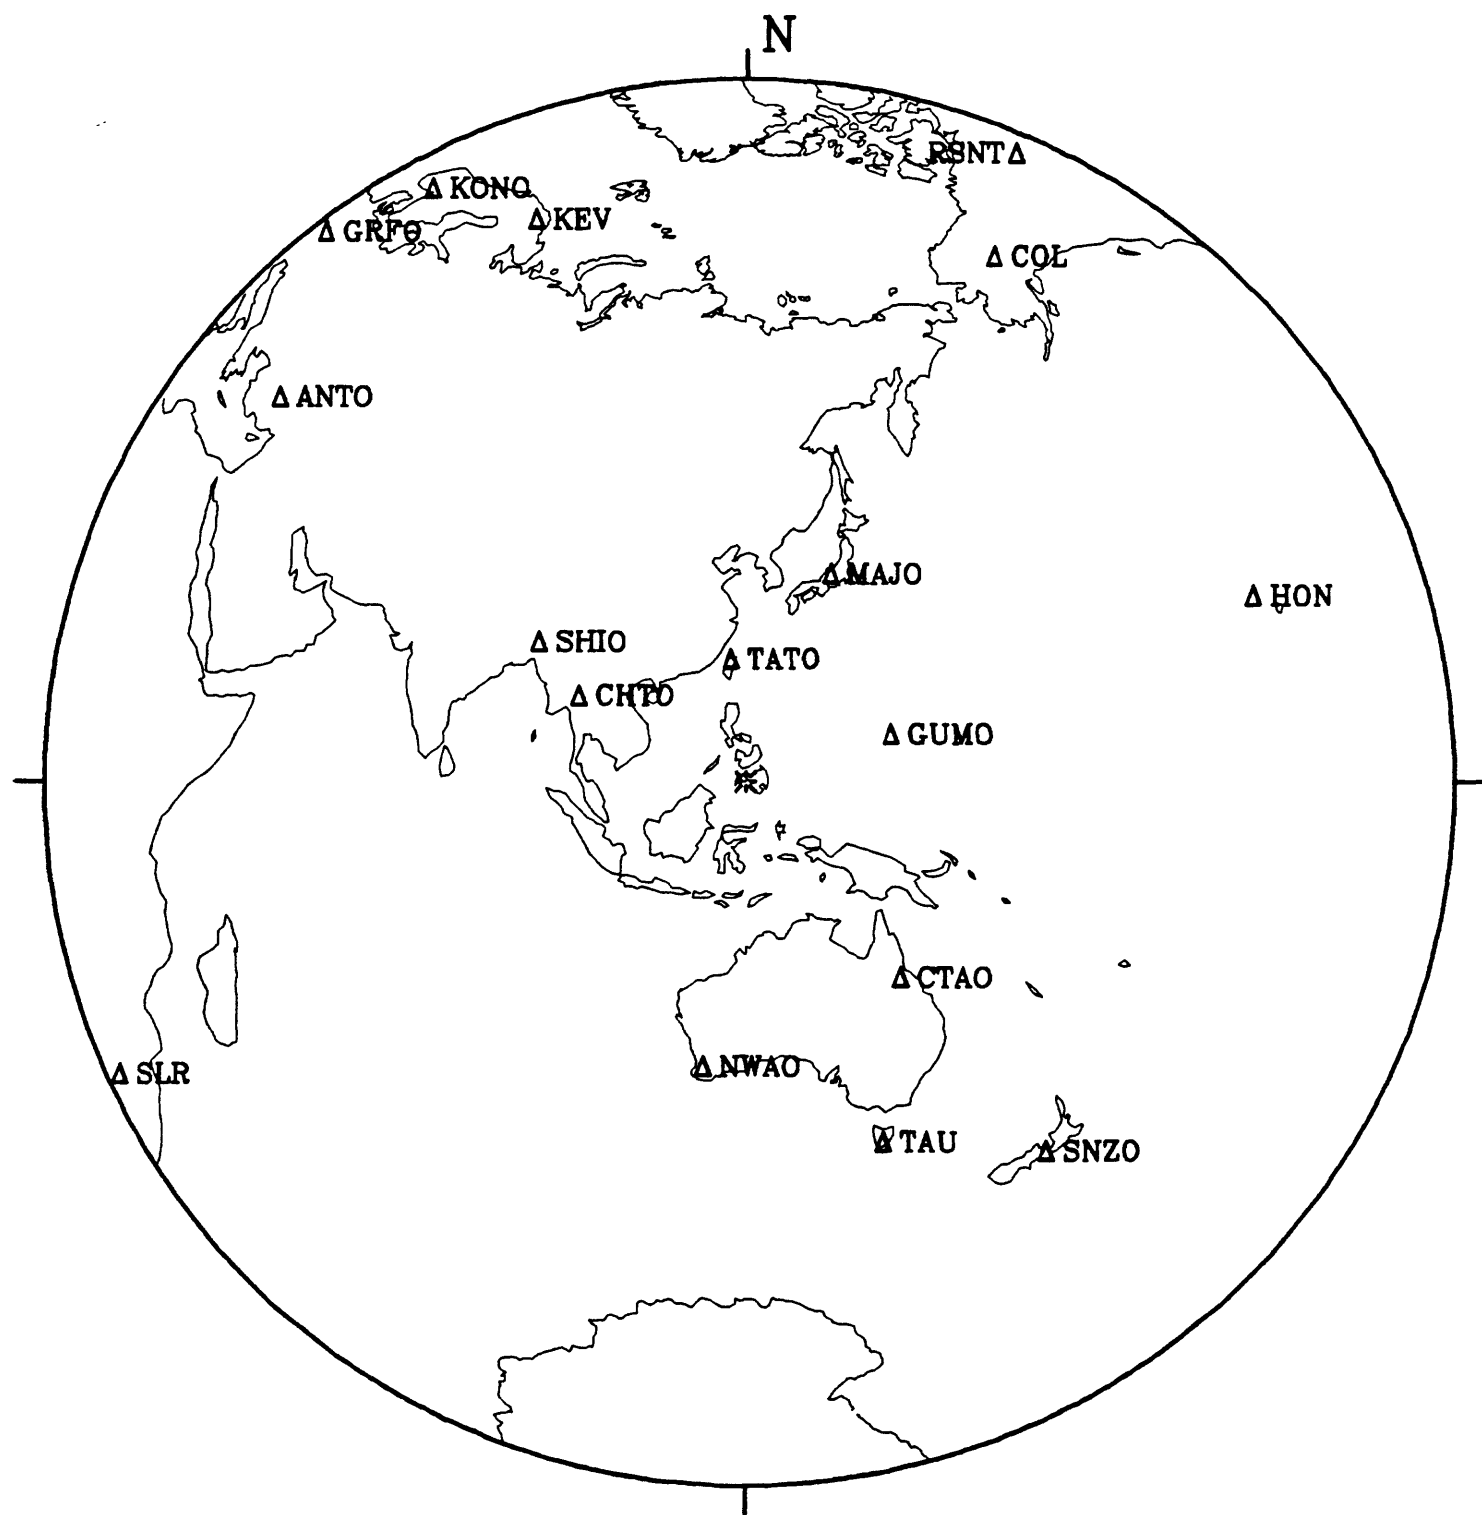 N
RSNT
KONO
KEV
GRFO
COL
ANTO
MAJO
HON
SHIO
TATO
CHTO
GUMO
CTAO
NWAO
SLR
TAU
SNZO